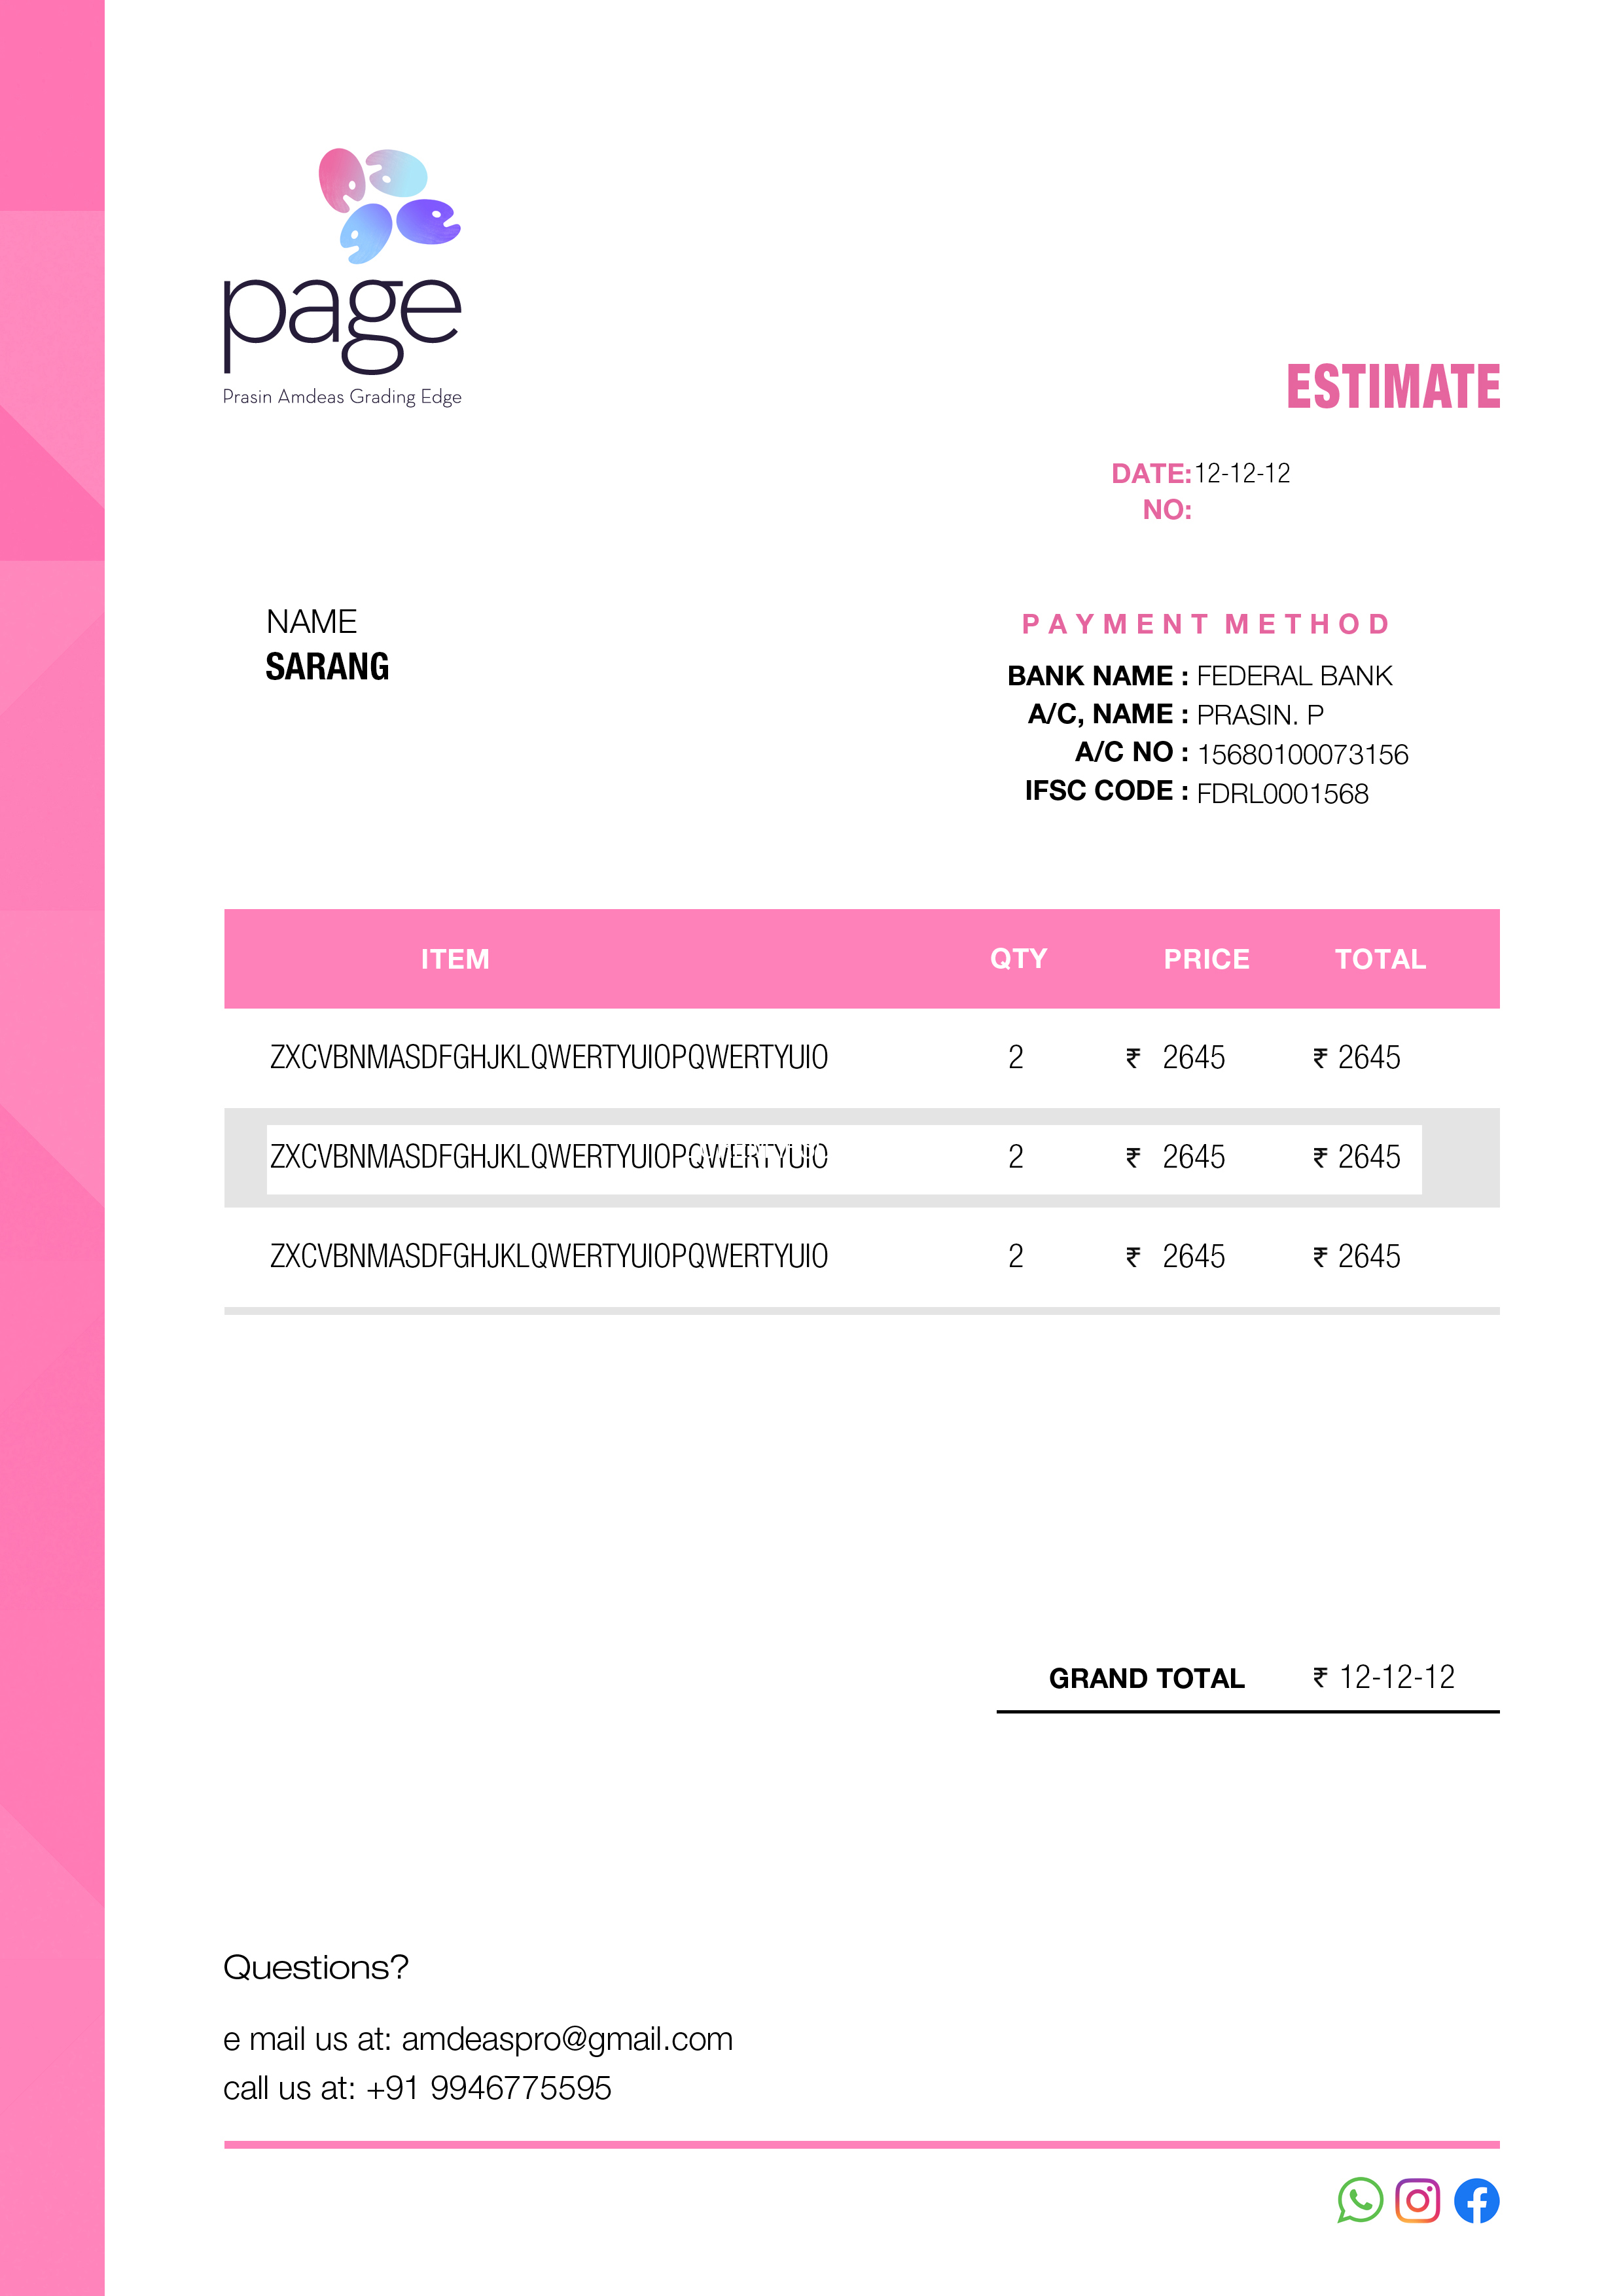 page
Prasin Amdeas Grading Edge
ESTIMATE
DATE: 12-12-12
NO:
NAME
SARANG
PAYMENT METHOD
BANK NAME : FEDERAL BANK
A/C, NAME : PRASIN. P
A/C NO : 15680100073156
IFSC CODE : FDRL0001568
ITEM QTY PRICE TOTAL
ZXCVBNMASDFGHJKLQWERTYUIOPQWERTYUIO 2 ₹ 2645 ₹ 2645
ZXCVBNMASDFGHJKLQWERTYUIOPQWERTYUIO 2 ₹ 2645 ₹ 2645
ZXCVBNMASDFGHJKLQWERTYUIOPQWERTYUIO 2 ₹ 2645 ₹ 2645
GRAND TOTAL ₹ 12-12-12
Questions?
e mail us at: amdeaspro@gmail.com
call us at: +91 9946775595